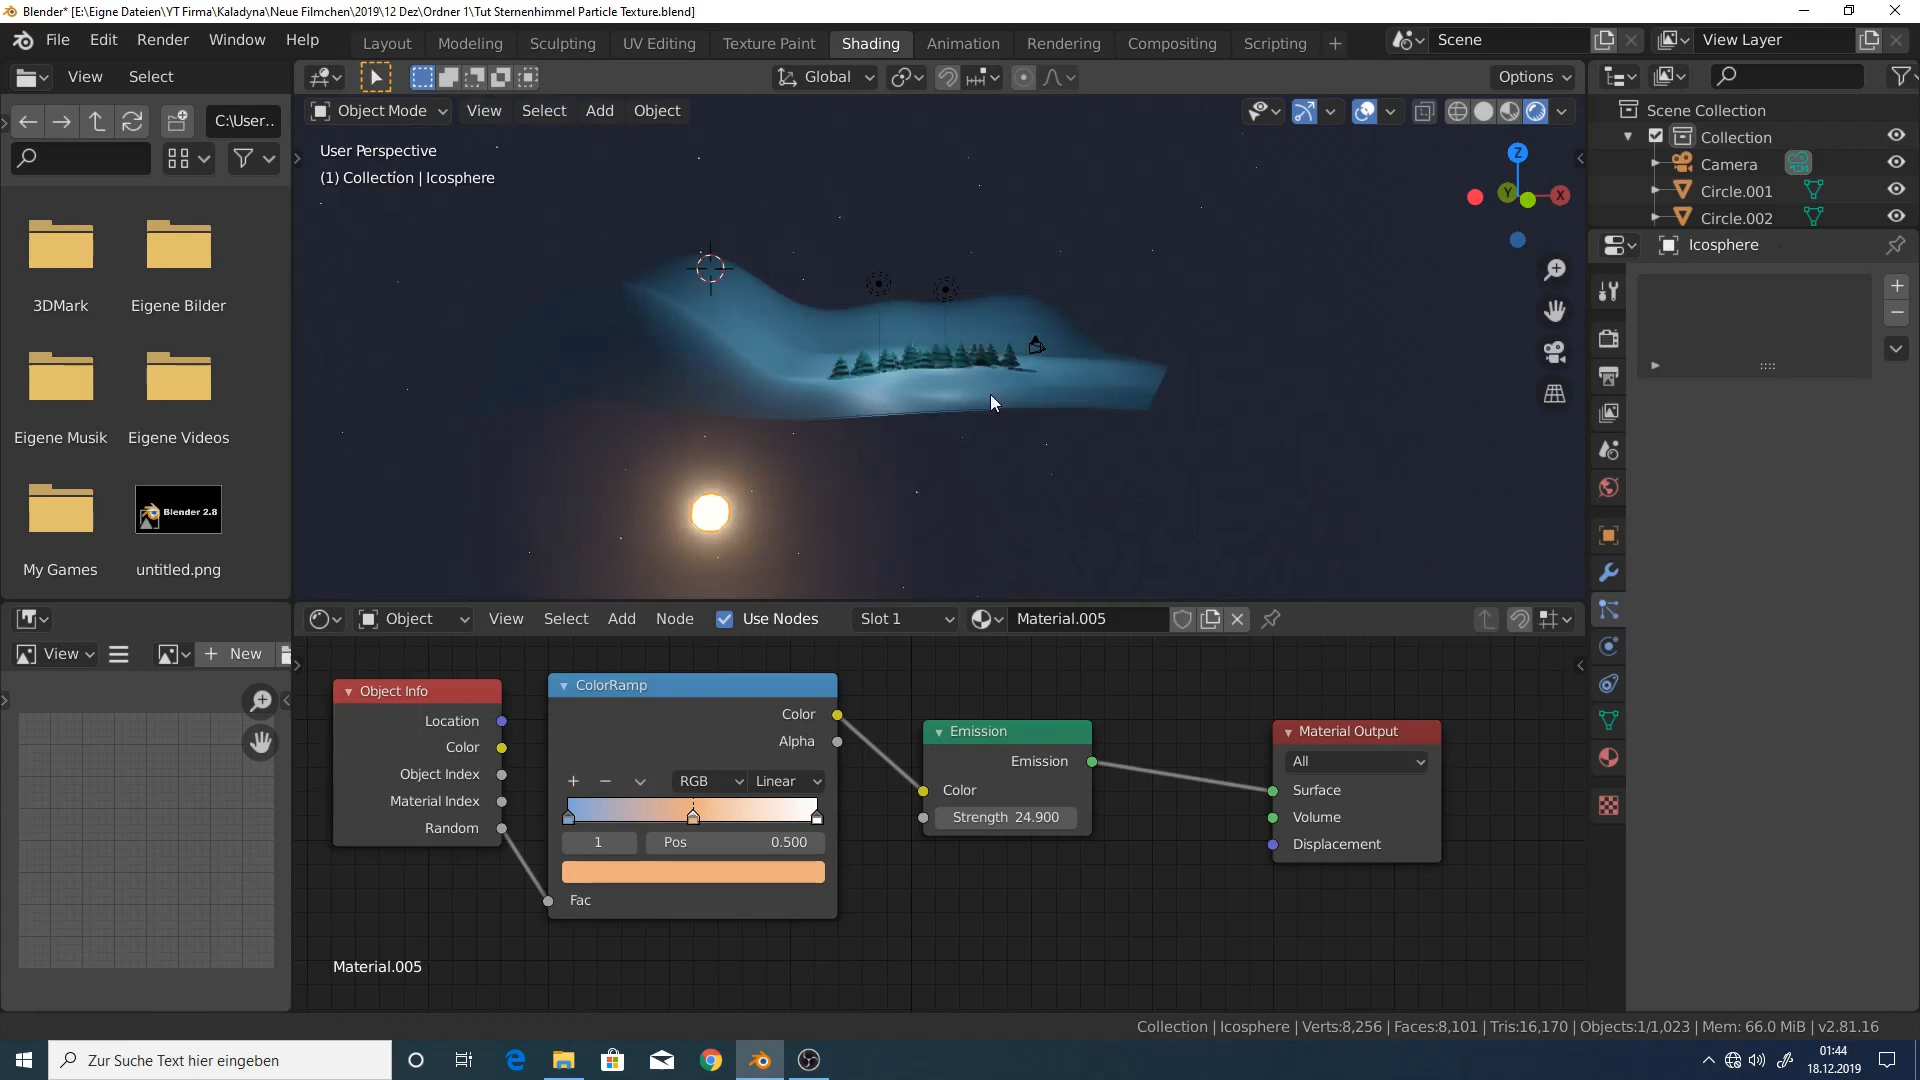 Blender* [E:\Eigne Dateien\YT Firma\Kaladyna\Neue Filmchen\2019\12 Dez\Ordner 1\Tut Sternenhimmel Particle Texture.blend]
File Edit Render Window Help
Layout Modeling Sculpting UV Editing Texture Paint Shading Animation Rendering Compositing Scripting +
Scene
View Layer
View Select
Global
Options
C:\User..
Object Mode View Select Add Object
User Perspective
(1) Collection | Icosphere
Z
Y
X
Scene Collection
Collection
Camera
Circle.001
Circle.002
Icosphere
3DMark
Eigene Bilder
Eigene Musik
Eigene Videos
Blender 2.8
My Games
untitled.png
Object View Select Add Node Use Nodes Slot 1 Material.005
View
+ New
Object Info
Location
Color
Object Index
Material Index
Random
ColorRamp
Color
Alpha
RGB
Linear
1
Pos 0.500
Fac
Emission
Emission
Color
Strength 24.900
Material Output
All
Surface
Volume
Displacement
Material.005
Collection | Icosphere | Verts:8,256 | Faces:8,101 | Tris:16,170 | Objects:1/1,023 | Mem: 66.0 MiB | v2.81.16
Zur Suche Text hier eingeben
01:44
18.12.2019